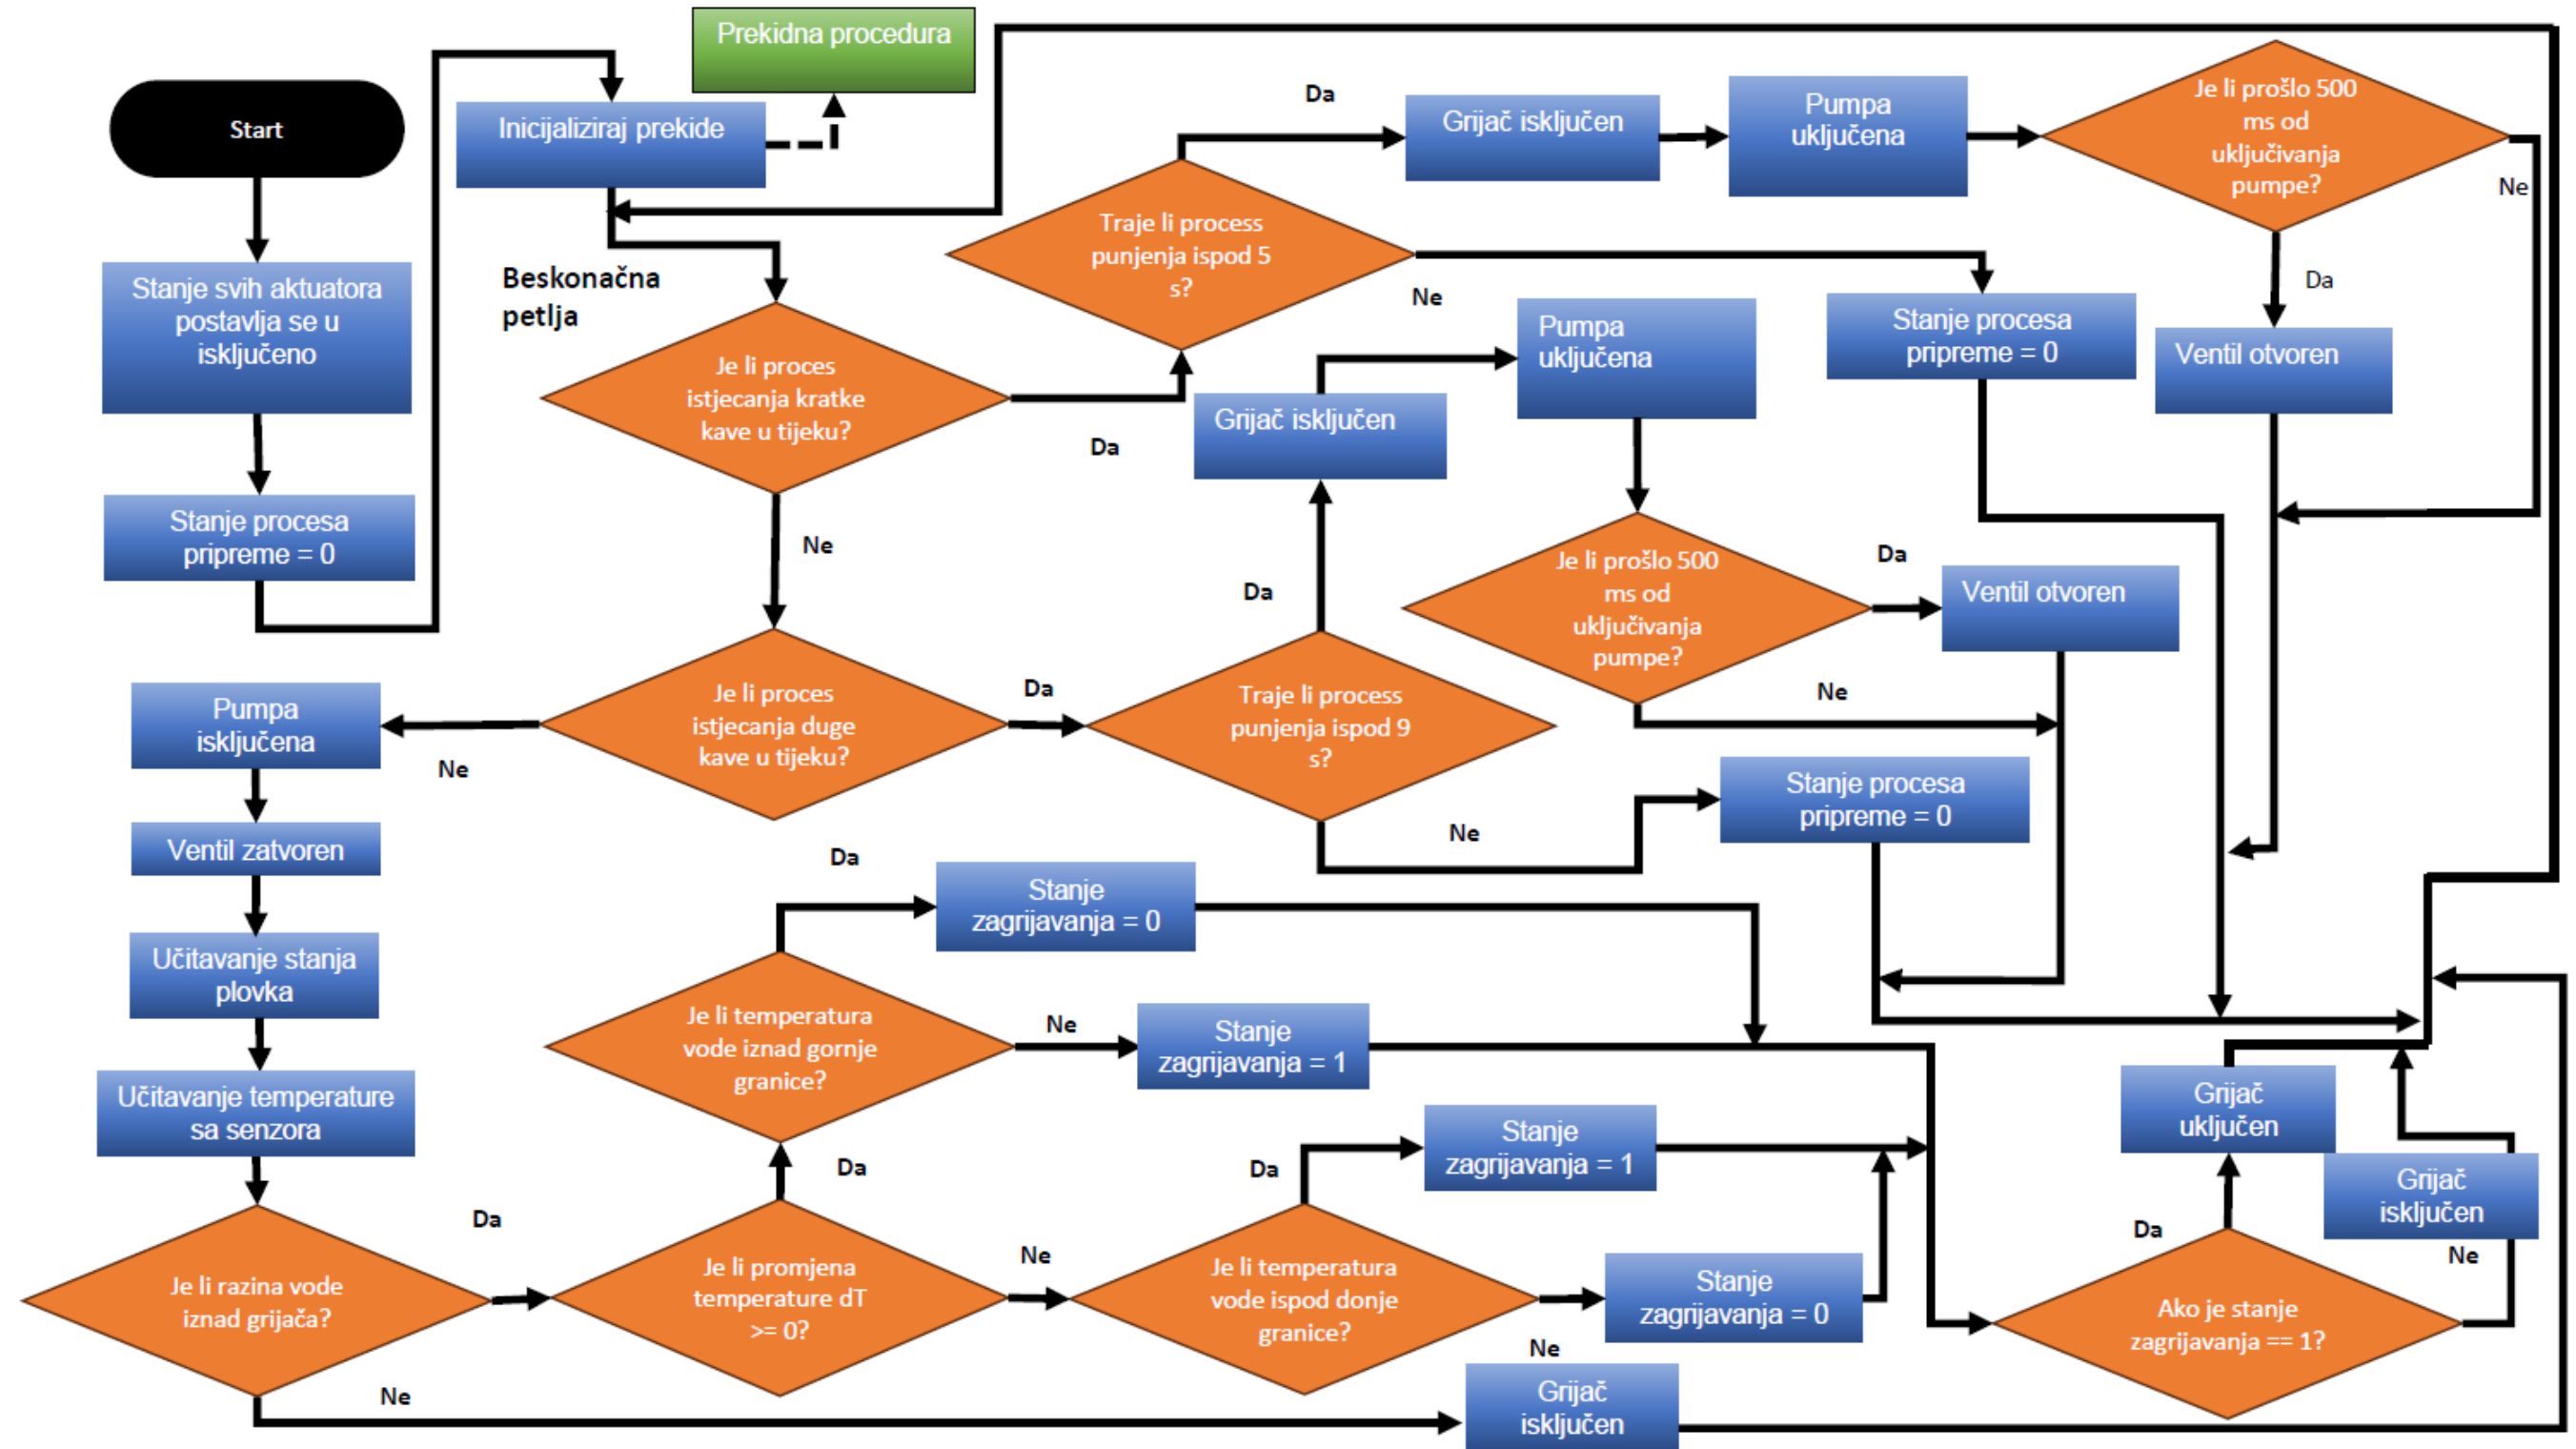 Prekidna procedura
Start
Inicijaliziraj prekide
Stanje svih aktuatora
postavlja se u
isključeno
Stanje procesa
pripreme = 0
Beskonačna
petlja
Je li proces
istjecanja kratke
kave u tijeku?
Da
Ne
Traje li process
punjenja ispod 5
s?
Da
Ne
Grijač isključen
Pumpa
uključena
Je li prošlo 500
ms od
uključivanja
pumpe?
Ne
Da
Ventil otvoren
Stanje procesa
pripreme = 0
Je li proces
istjecanja duge
kave u tijeku?
Da
Ne
Traje li process
punjenja ispod 9
s?
Da
Ne
Grijač isključen
Pumpa
uključena
Je li prošlo 500
ms od
uključivanja
pumpe?
Da
Ne
Ventil otvoren
Stanje procesa
pripreme = 0
Pumpa
isključena
Ventil zatvoren
Učitavanje stanja
plovka
Učitavanje temperature
sa senzora
Je li razina vode
iznad grijača?
Da
Ne
Je li promjena
temperature dT
>= 0?
Da
Ne
Je li temperatura
vode iznad gornje
granice?
Da
Ne
Stanje
zagrijavanja = 0
Stanje
zagrijavanja = 1
Je li temperatura
vode ispod donje
granice?
Da
Ne
Stanje
zagrijavanja = 1
Stanje
zagrijavanja = 0
Grijač
isključen
Ako je stanje
zagrijavanja == 1?
Da
Ne
Grijač
uključen
Grijač
isključen